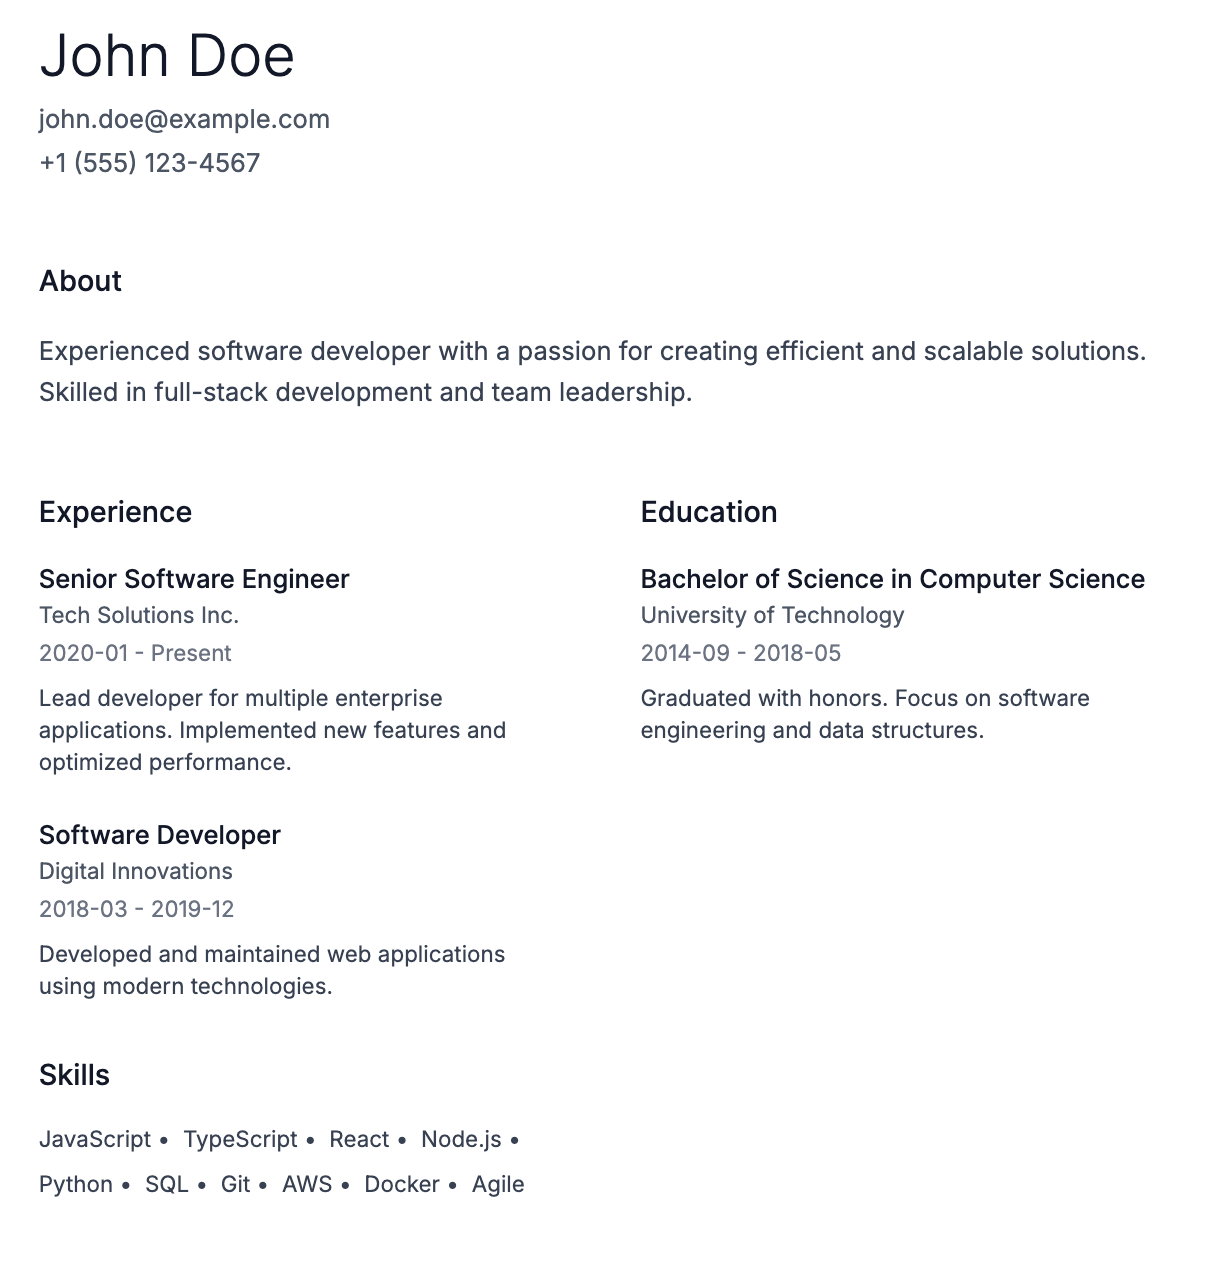 John Doe
john.doe@example.com
+1 (555) 123-4567
About
Experienced software developer with a passion for creating efficient and scalable solutions.
Skilled in full-stack development and team leadership.
Experience
Senior Software Engineer
Tech Solutions Inc.
2020-01 - Present
Lead developer for multiple enterprise
applications. Implemented new features and
optimized performance.
Software Developer
Digital Innovations
2018-03 - 2019-12
Developed and maintained web applications
using modern technologies.
Skills
JavaScript • TypeScript • React • Node.js •
Python • SQL • Git • AWS • Docker • Agile
Education
Bachelor of Science in Computer Science
University of Technology
2014-09 - 2018-05
Graduated with honors. Focus on software
engineering and data structures.